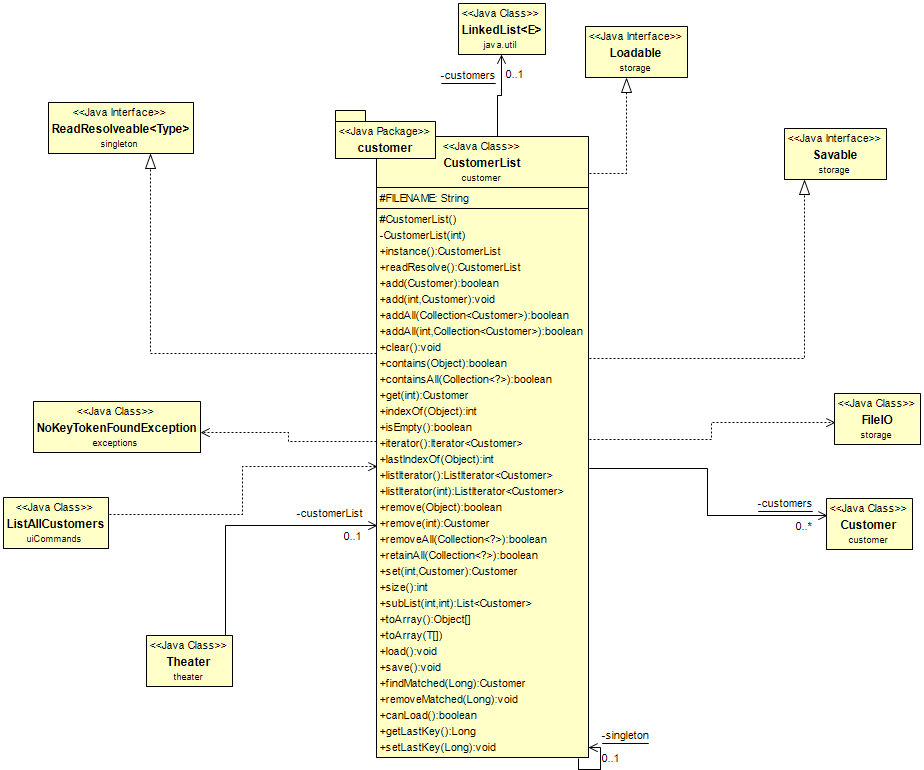 <<Java Class>>
LinkedList<E>
java.util
-customers
0..1
<<Java Interface>>
Loadable
storage
<<Java Interface>>
ReadResolveable<Type>
singleton
<<Java Package>>
customer
<<Java Interface>>
Savable
storage
<<Java Class>>
CustomerList
customer
#FILENAME: String
#CustomerList()
-CustomerList(int)
+instance():CustomerList
+readResolve():CustomerList
+add(Customer):boolean
+add(int,Customer):void
+addAll(Collection<Customer>):boolean
+addAll(int,Collection<Customer>):boolean
+clear():void
+contains(Object):boolean
+containsAll(Collection<?>):boolean
+get(int):Customer
+indexOf(Object):int
+isEmpty():boolean
+iterator():Iterator<Customer>
+lastIndexOf(Object):int
+listIterator():ListIterator<Customer>
+listIterator(int):ListIterator<Customer>
+remove(Object):boolean
+remove(int):Customer
+removeAll(Collection<?>):boolean
+retainAll(Collection<?>):boolean
+set(int,Customer):Customer
+size():int
+subList(int,int):List<Customer>
+toArray():Object[]
+toArray(T[])
+load():void
+save():void
+findMatched(Long):Customer
+removeMatched(Long):void
+canLoad():boolean
+getLastKey():Long
+setLastKey(Long):void
<<Java Class>>
NoKeyTokenFoundException
exceptions
<<Java Class>>
FileIO
storage
<<Java Class>>
ListAllCustomers
uiCommands
-customerList
0..1
-customers
0..*
<<Java Class>>
Customer
customer
<<Java Class>>
Theater
theater
-singleton
0..1